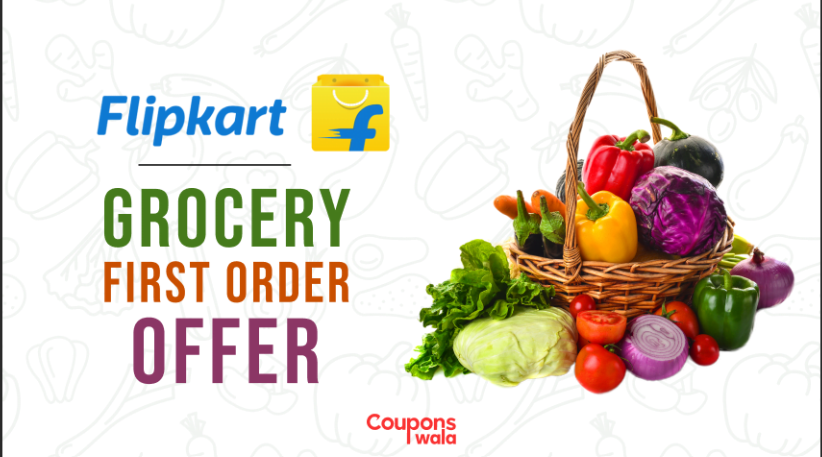 Flipkart
GROCERY
FIRST ORDER
OFFER
Coupons
wala